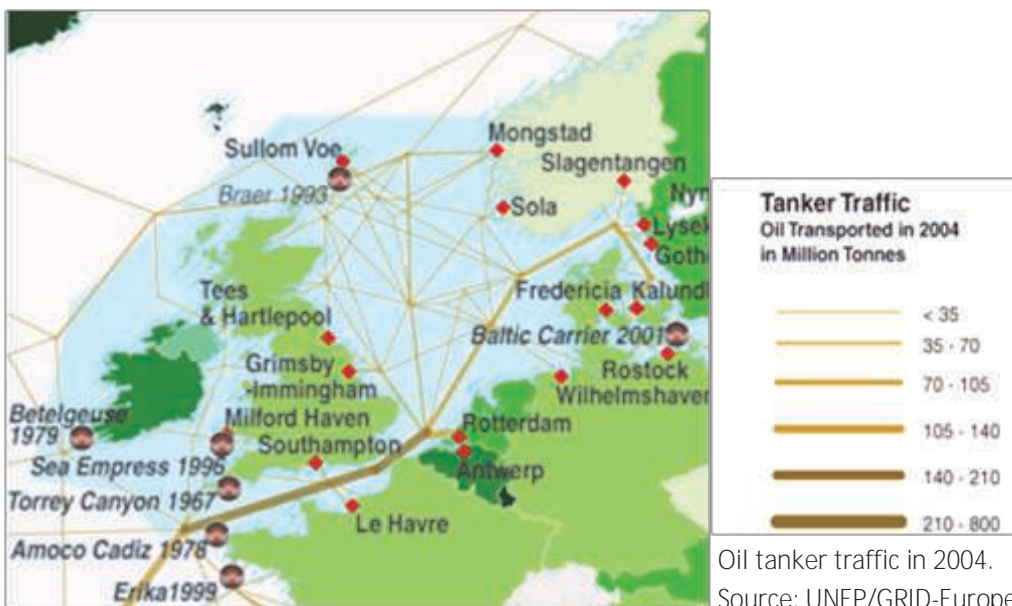 Mongstad
Sullom Voe
Slagentangen
Braer 1993
Sola
Tees
& Hartlepool
Fredericia
Baltic Carrier 2001
Grimsby
-Immingham
Rostock
Wilhelmshaven
Betelgeuse
1979
Milford Haven
Southampton
Rotterdam
Sea Empress 1996
Antwerp
Torrey Canyon 1967
Le Havre
Amoco Cadiz 1978
Erika1999
Tanker Traffic
Oil Transported in 2004
in Million Tonnes
< 35
35 - 70
70 - 105
105 - 140
140 - 210
210 - 800
Oil tanker traffic in 2004.
Source: UNEP/GRID-Europe